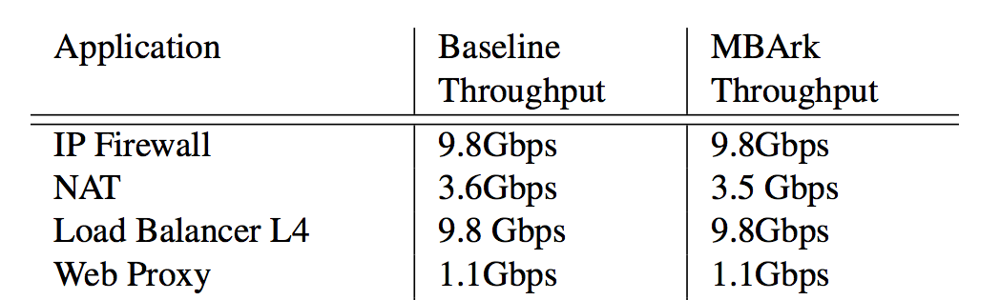 Application Baseline MBArk
Throughput Throughput
IP Firewall 9.8Gbps 9.8Gbps
NAT 3.6Gbps 3.5 Gbps
Load Balancer L4 9.8 Gbps 9.8Gbps
Web Proxy 1.1Gbps 1.1Gbps